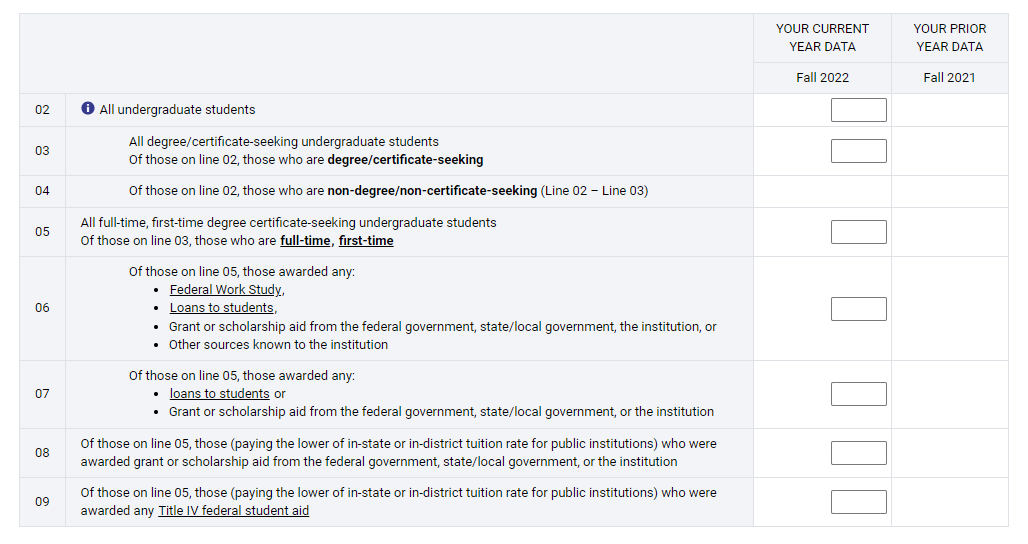 YOUR CURRENT
YEAR DATA
YOUR PRIOR
YEAR DATA
Fall 2022
Fall 2021
02
i All undergraduate students
03
All degree/certificate-seeking undergraduate students
Of those on line 02, those who are degree/certificate-seeking
04
Of those on line 02, those who are non-degree/non-certificate-seeking (Line 02 – Line 03)
05
All full-time, first-time degree certificate-seeking undergraduate students
Of those on line 03, those who are full-time, first-time
06
Of those on line 05, those awarded any:
• Federal Work Study,
• Loans to students,
• Grant or scholarship aid from the federal government, state/local government, the institution, or
• Other sources known to the institution
07
Of those on line 05, those awarded any:
• loans to students or
• Grant or scholarship aid from the federal government, state/local government, or the institution
08
Of those on line 05, those (paying the lower of in-state or in-district tuition rate for public institutions) who were
awarded grant or scholarship aid from the federal government, state/local government, or the institution
09
Of those on line 05, those (paying the lower of in-state or in-district tuition rate for public institutions) who were
awarded any Title IV federal student aid